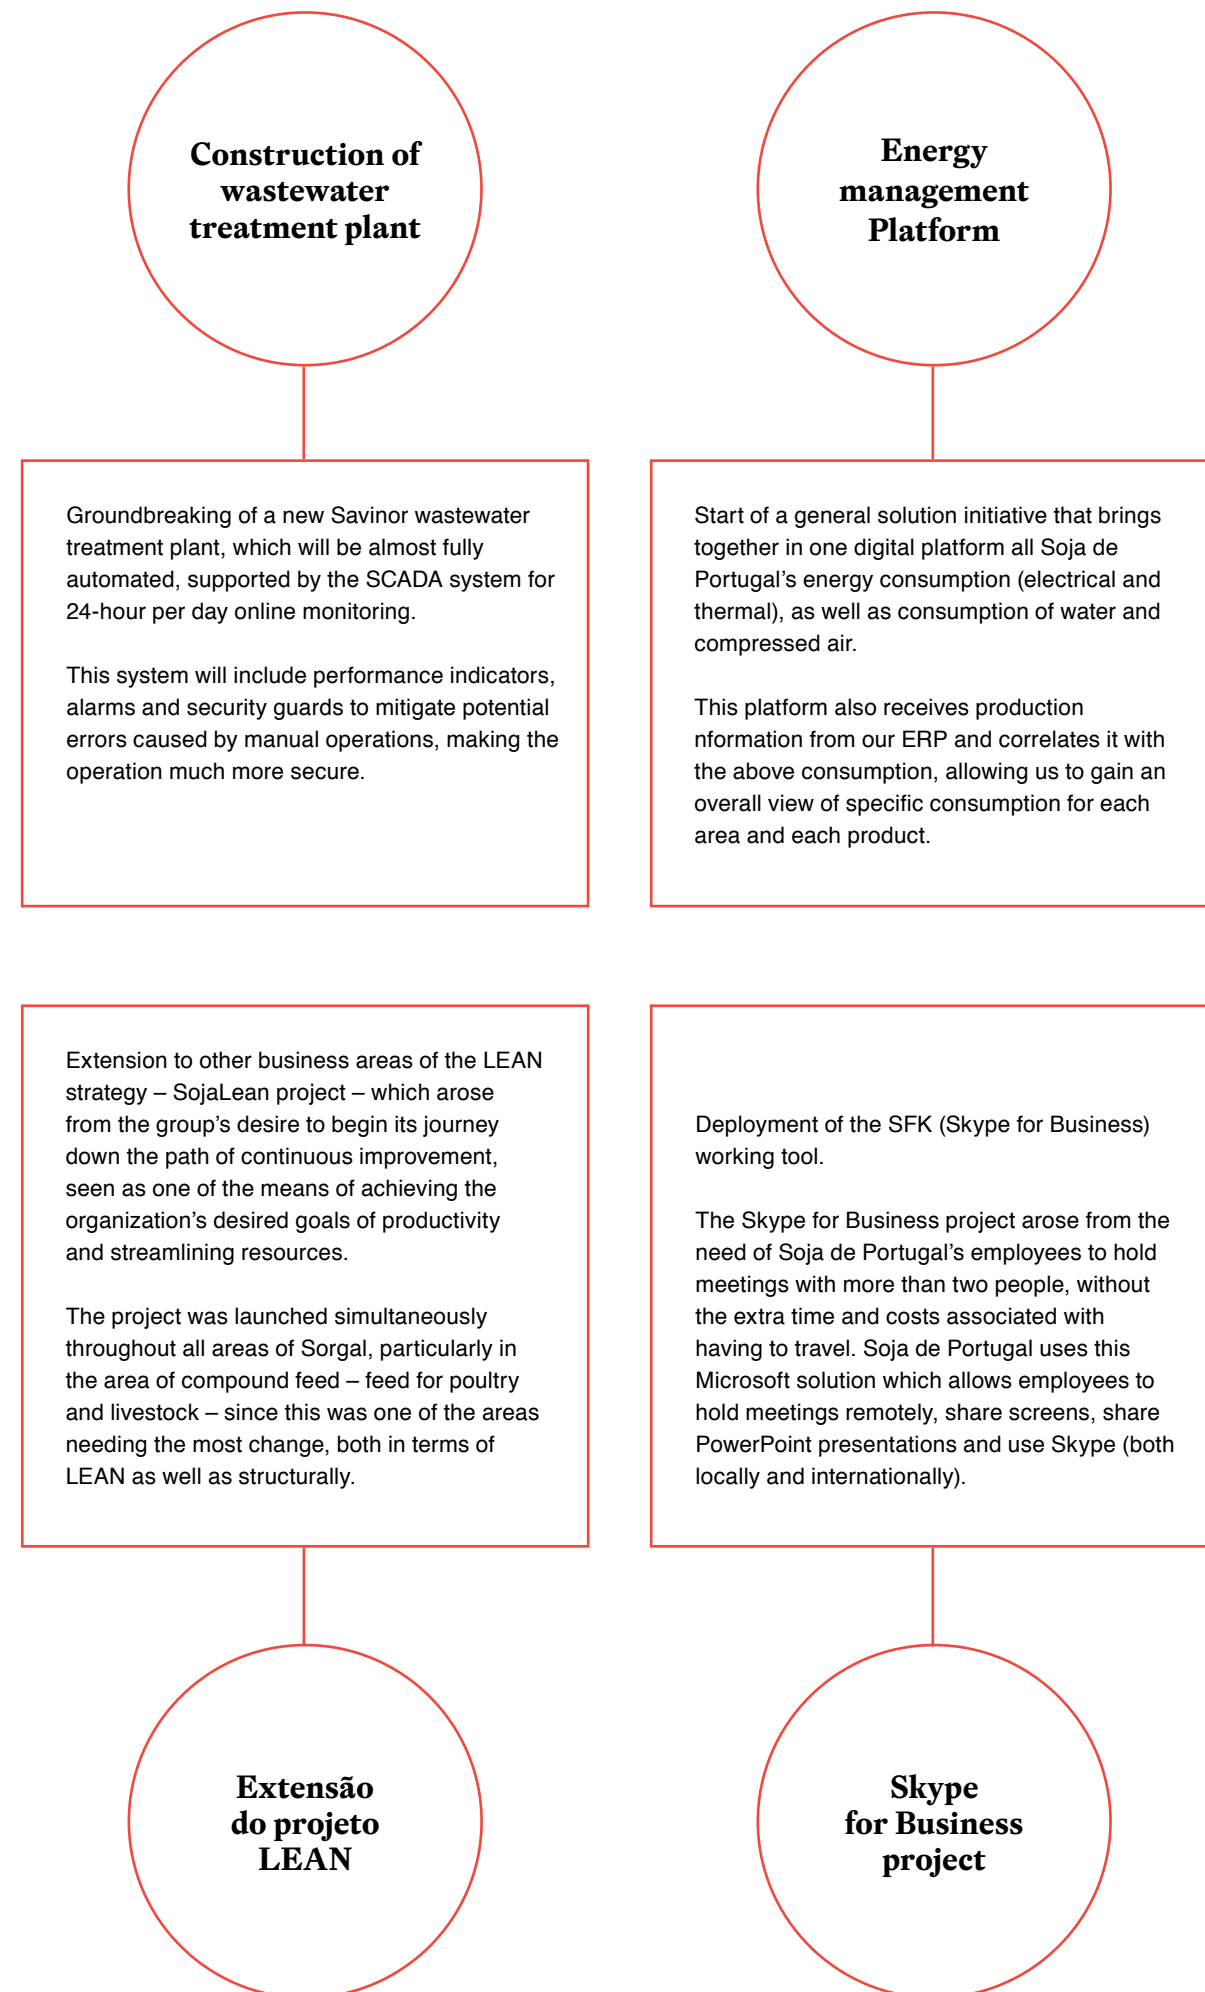 Construction of
wastewater
treatment plant
Groundbreaking of a new Savinor wastewater
treatment plant, which will be almost fully
automated, supported by the SCADA system for
24-hour per day online monitoring.
This system will include performance indicators,
alarms and security guards to mitigate potential
errors caused by manual operations, making the
operation much more secure.
Energy
management
Platform
Start of a general solution initiative that brings
together in one digital platform all Soja de
Portugal’s energy consumption (electrical and
thermal), as well as consumption of water and
compressed air.
This platform also receives production
nformation from our ERP and correlates it with
the above consumption, allowing us to gain an
overall view of specific consumption for each
area and each product.
Extension to other business areas of the LEAN
strategy – SojaLean project – which arose
from the group’s desire to begin its journey
down the path of continuous improvement,
seen as one of the means of achieving the
organization’s desired goals of productivity
and streamlining resources.
The project was launched simultaneously
throughout all areas of Sorgal, particularly in
the area of compound feed – feed for poultry
and livestock – since this was one of the areas
needing the most change, both in terms of
LEAN as well as structurally.
Extensão
do projeto
LEAN
Deployment of the SFK (Skype for Business)
working tool.
The Skype for Business project arose from the
need of Soja de Portugal’s employees to hold
meetings with more than two people, without
the extra time and costs associated with
having to travel. Soja de Portugal uses this
Microsoft solution which allows employees to
hold meetings remotely, share screens, share
PowerPoint presentations and use Skype (both
locally and internationally).
Skype
for Business
project